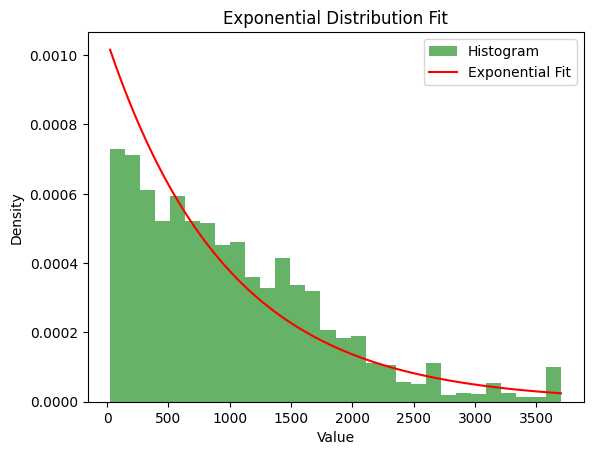 Exponential Distribution Fit
Histogram
Exponential Fit
Density
0.0010
0.0008
0.0006
0.0004
0.0002
0.0000
0 500 1000 1500 2000 2500 3000 3500
Value